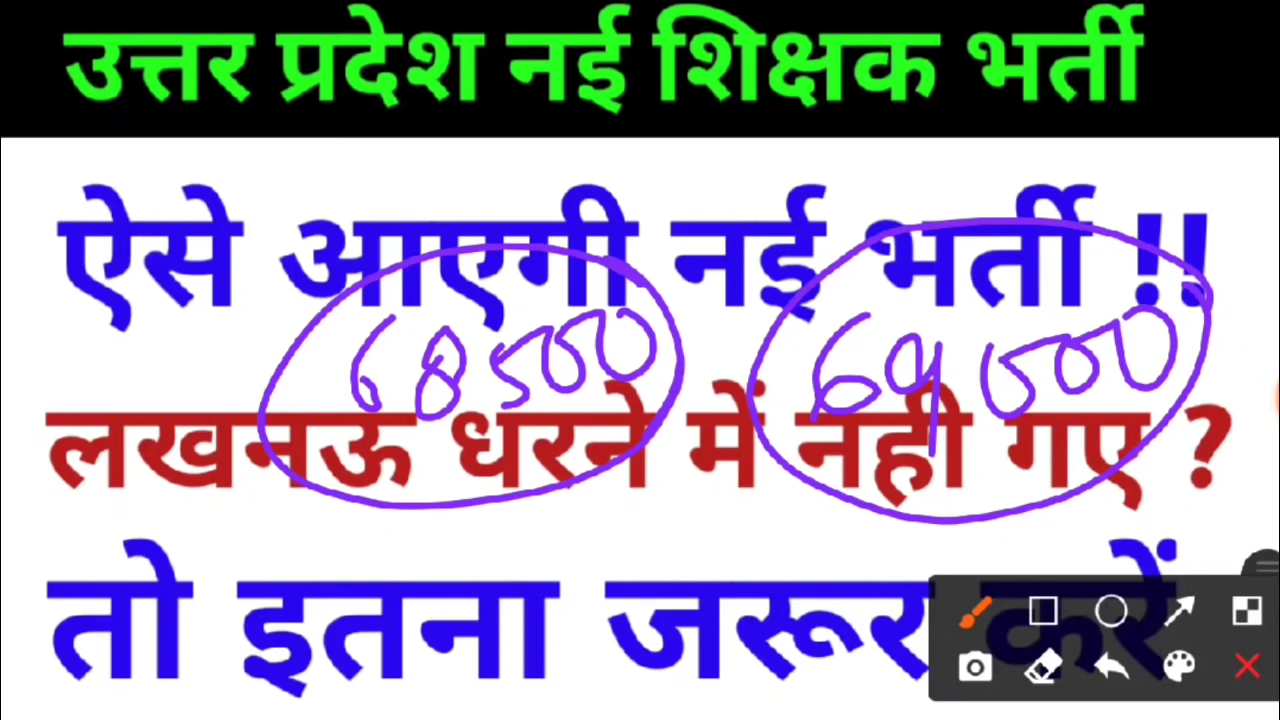 उत्तर प्रदेश नई शिक्षक भर्ती
ऐसे आएगी नई भर्ती !!
68500 69000
लखनऊ धरने में नही गए ?
तो इतना जरूर करें